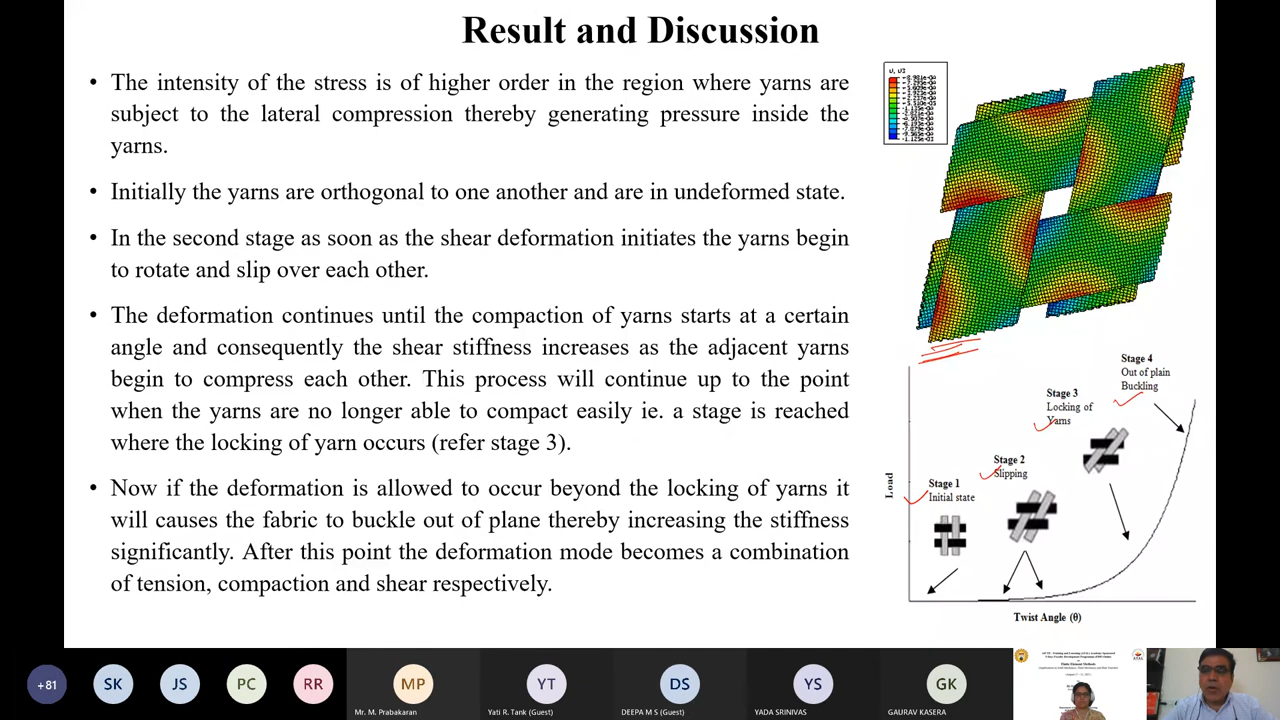 Result and Discussion
• The intensity of the stress is of higher order in the region where yarns are
subject to the lateral compression thereby generating pressure inside the
yarns.
• Initially the yarns are orthogonal to one another and are in undeformed state.
• In the second stage as soon as the shear deformation initiates the yarns begin
to rotate and slip over each other.
• The deformation continues until the compaction of yarns starts at a certain
angle and consequently the shear stiffness increases as the adjacent yarns
begin to compress each other. This process will continue up to the point
when the yarns are no longer able to compact easily ie. a stage is reached
where the locking of yarn occurs (refer stage 3).
• Now if the deformation is allowed to occur beyond the locking of yarns it
will causes the fabric to buckle out of plane thereby increasing the stiffness
significantly. After this point the deformation mode becomes a combination
of tension, compaction and shear respectively.
U, U3
Stage 4
Out of plain
Buckling
Stage 3
Locking of
Yarns
Stage 2
Slipping
Stage 1
Initial state
Load
Twist Angle (θ)
+81
SK
JS
PC
RR
MP
Mr. M. Prabakaran
YT
Yati R. Tank (Guest)
DS
DEEPA M S (Guest)
YS
YADA SRINIVAS
GK
GAURAV KASERA
Finite Element Methods